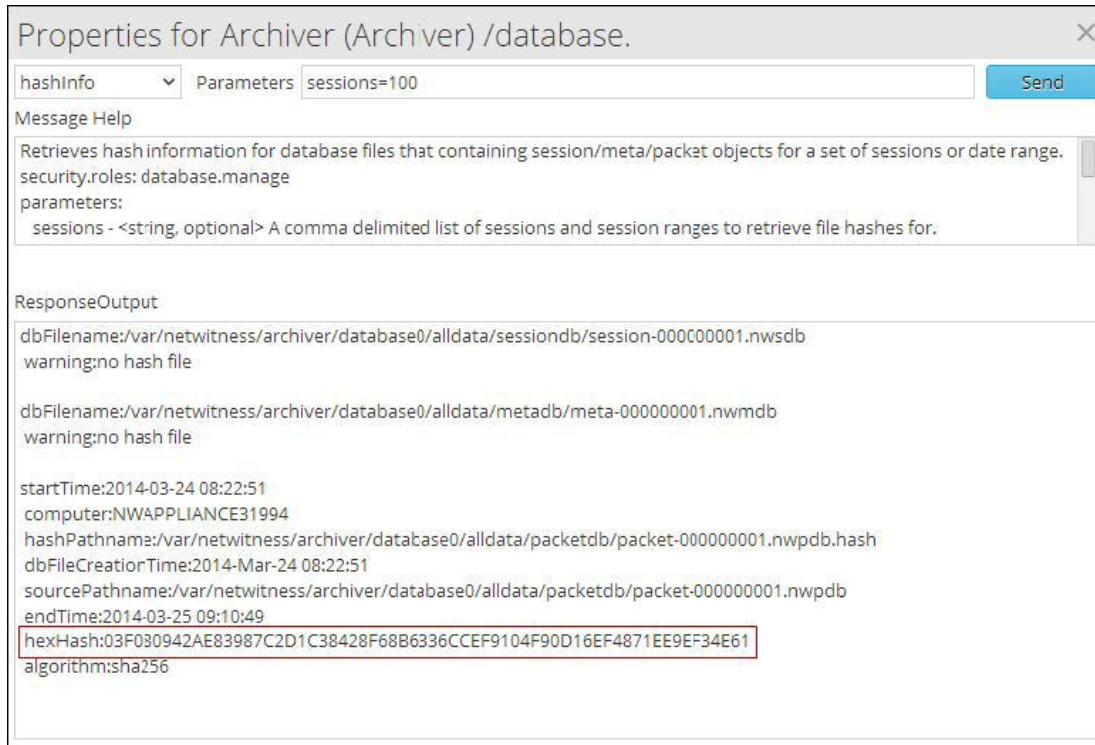 Properties for Archiver (Archiver) /database.
hashInfo Parameters sessions=100 Send
Message Help
Retrieves hash information for database files that containing session/meta/packet objects for a set of sessions or date range.
security.roles: database.manage
parameters:
sessions - <string, optional> A comma delimited list of sessions and session ranges to retrieve file hashes for.
ResponseOutput
dbFilename:/var/netwitness/archiver/database0/alldata/sessiondb/session-000000001.nwsdb
warning:no hash file
dbFilename:/var/netwitness/archiver/database0/alldata/metadb/meta-000000001.nwmdb
warning:no hash file
startTime:2014-03-24 08:22:51
computer:NWAPPLIANCE31994
hashPathname:/var/netwitness/archiver/database0/alldata/packetdb/packet-000000001.nwpdb.hash
dbFileCreationTime:2014-Mar-24 08:22:51
sourcePathname:/var/netwitness/archiver/database0/alldata/packetdb/packet-000000001.nwpdb
endTime:2014-03-25 09:10:49
hexHash:03F080942AE83987C2D1C38428F68B6336CCEF9104F90D16EF4871EE9EF34E61
algorithm:sha256